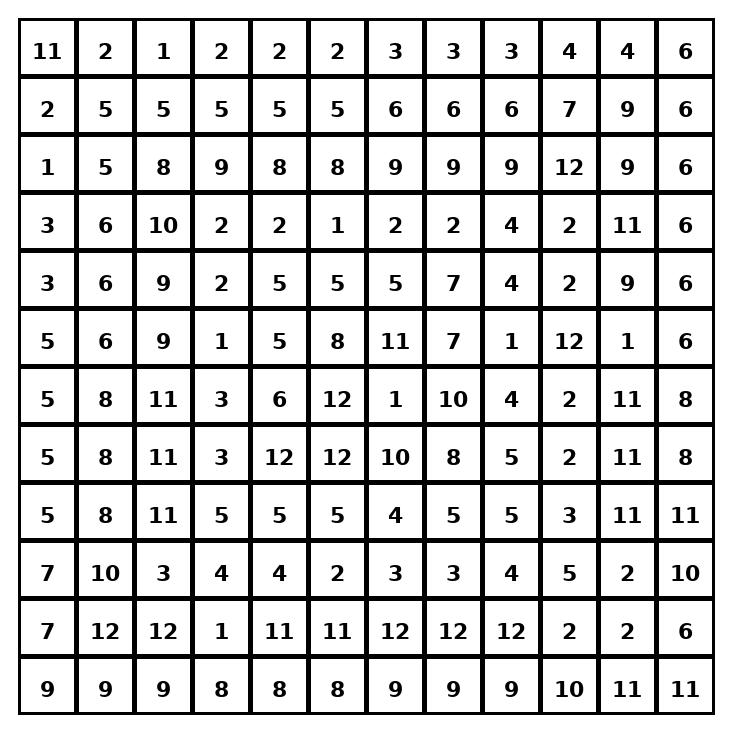 11 2 1 2 2 2 3 3 3 4 4 6
2 5 5 5 5 5 6 6 6 7 9 6
1 5 8 9 8 8 9 9 9 12 9 6
3 6 10 2 2 1 2 2 4 2 11 6
3 6 9 2 5 5 5 7 4 2 9 6
5 6 9 1 5 8 11 7 1 12 1 6
5 8 11 3 6 12 1 10 4 2 11 8
5 8 11 3 12 12 10 8 5 2 11 8
5 8 11 5 5 5 4 5 5 3 11 11
7 10 3 4 4 2 3 3 4 5 2 10
7 12 12 1 11 11 12 12 12 2 2 6
9 9 9 8 8 8 9 9 9 10 11 11